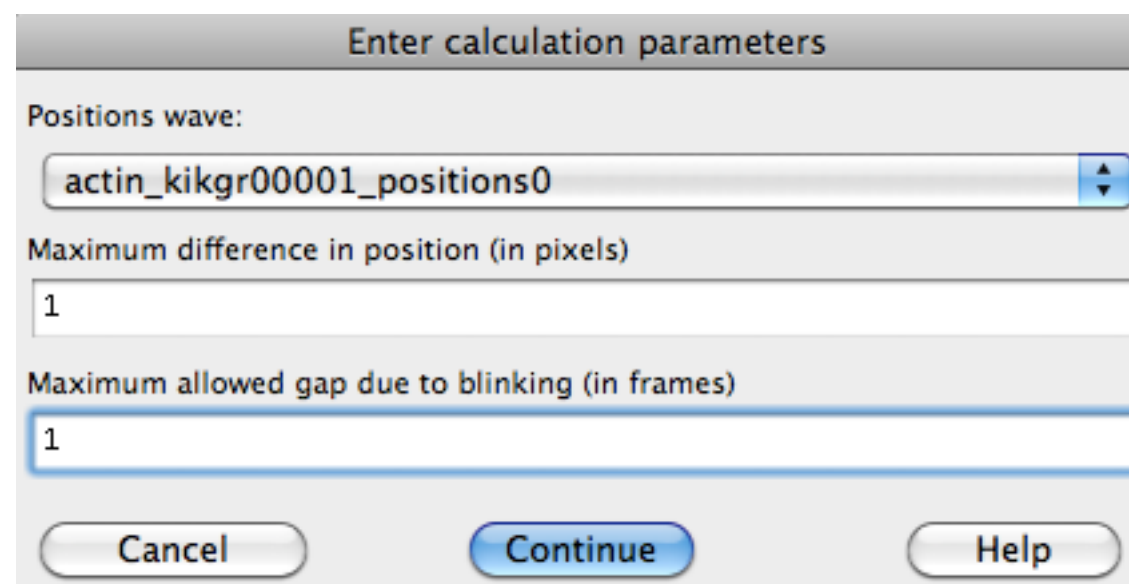 Enter calculation parameters
Positions wave:
actin_kikgr00001_positions0
Maximum difference in position (in pixels)
1
Maximum allowed gap due to blinking (in frames)
1
Cancel Continue Help